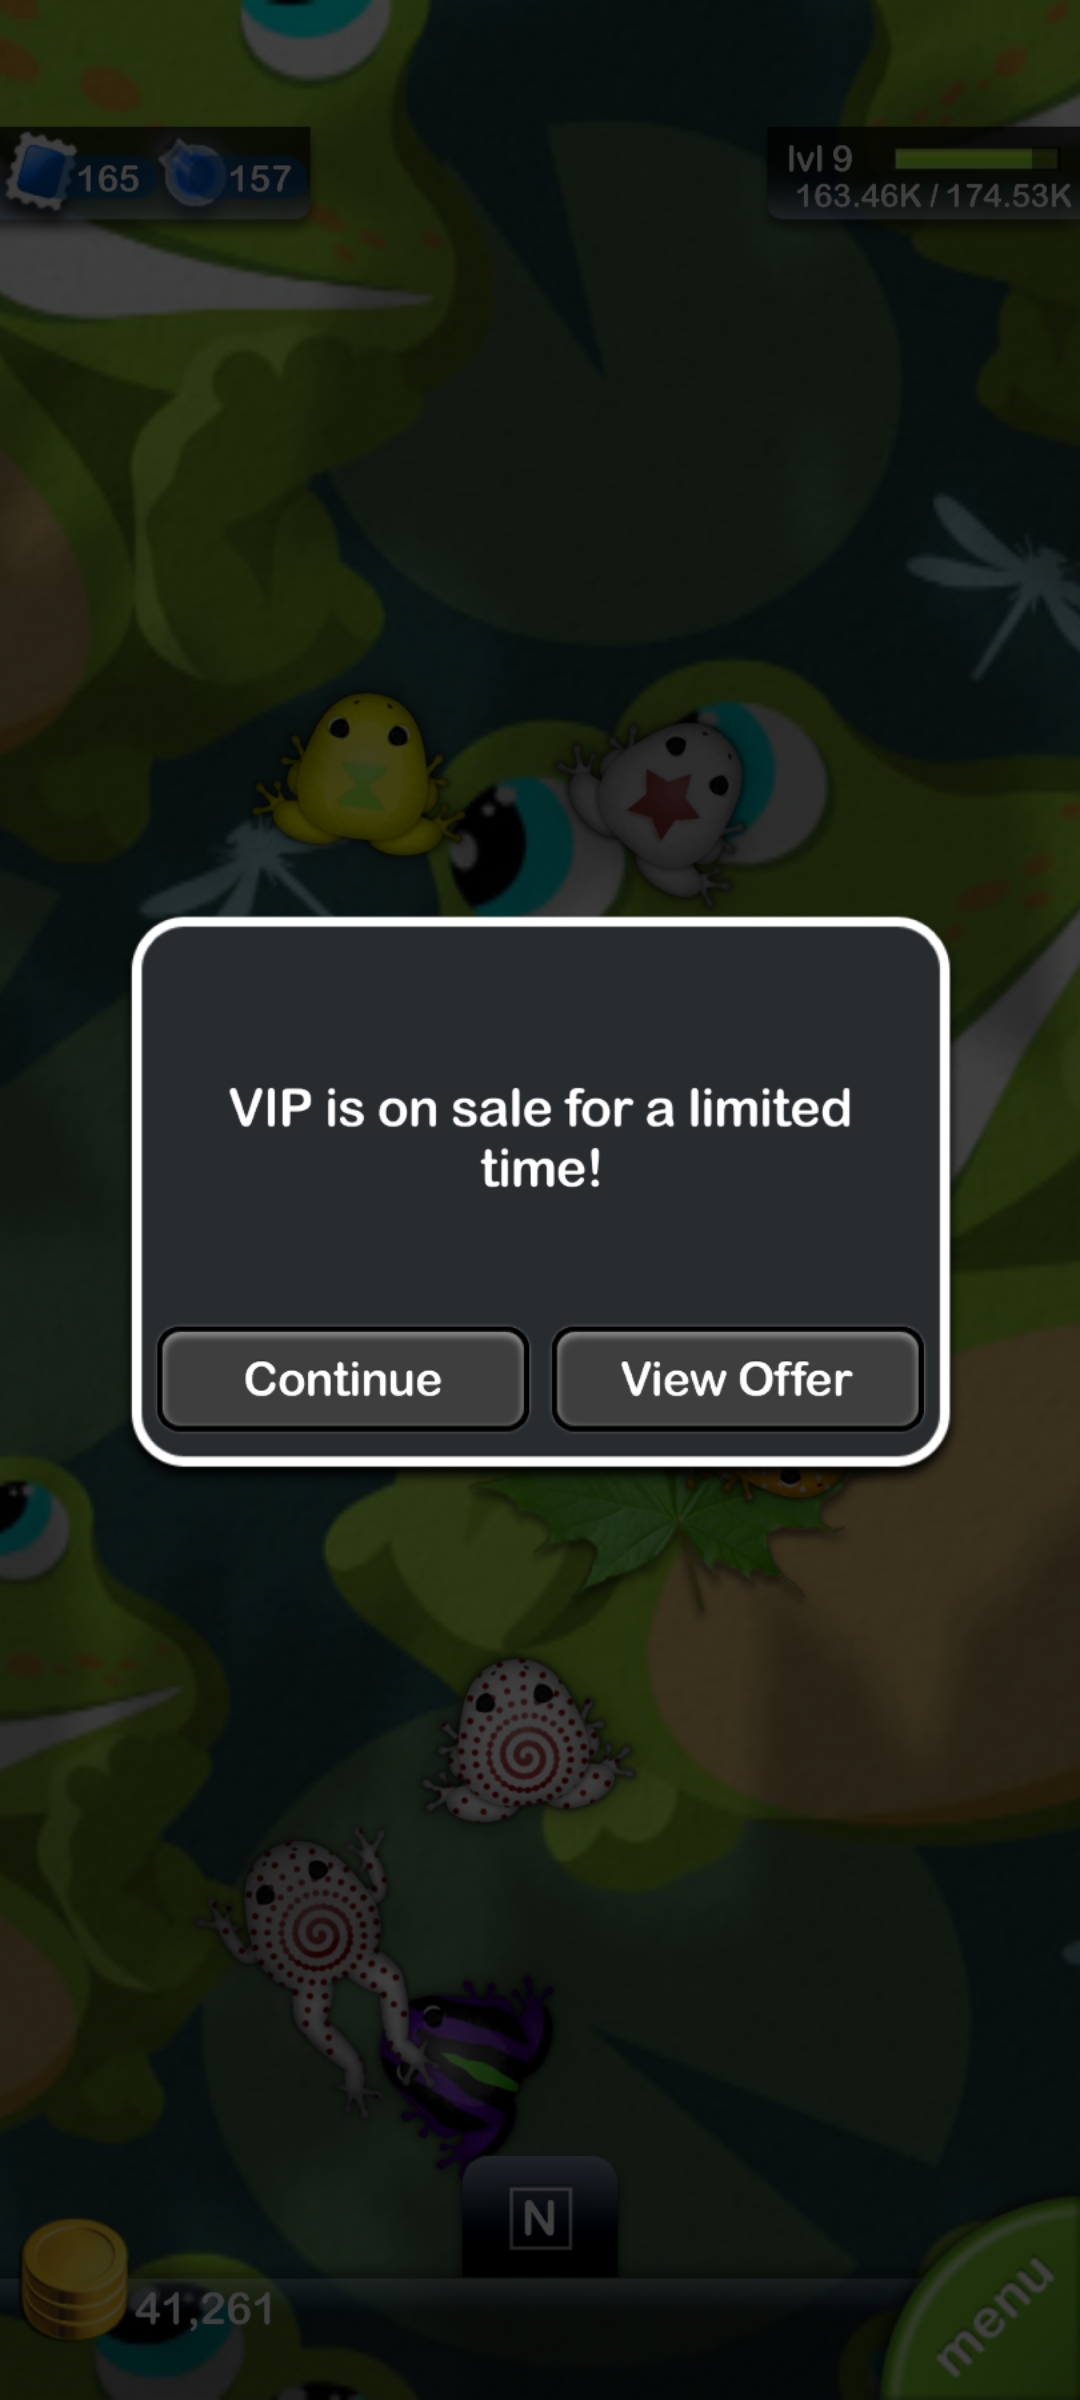 165 157
lvl 9
163.46K / 174.53K
VIP is on sale for a limited
time!
Continue View Offer
N
41,261
menu